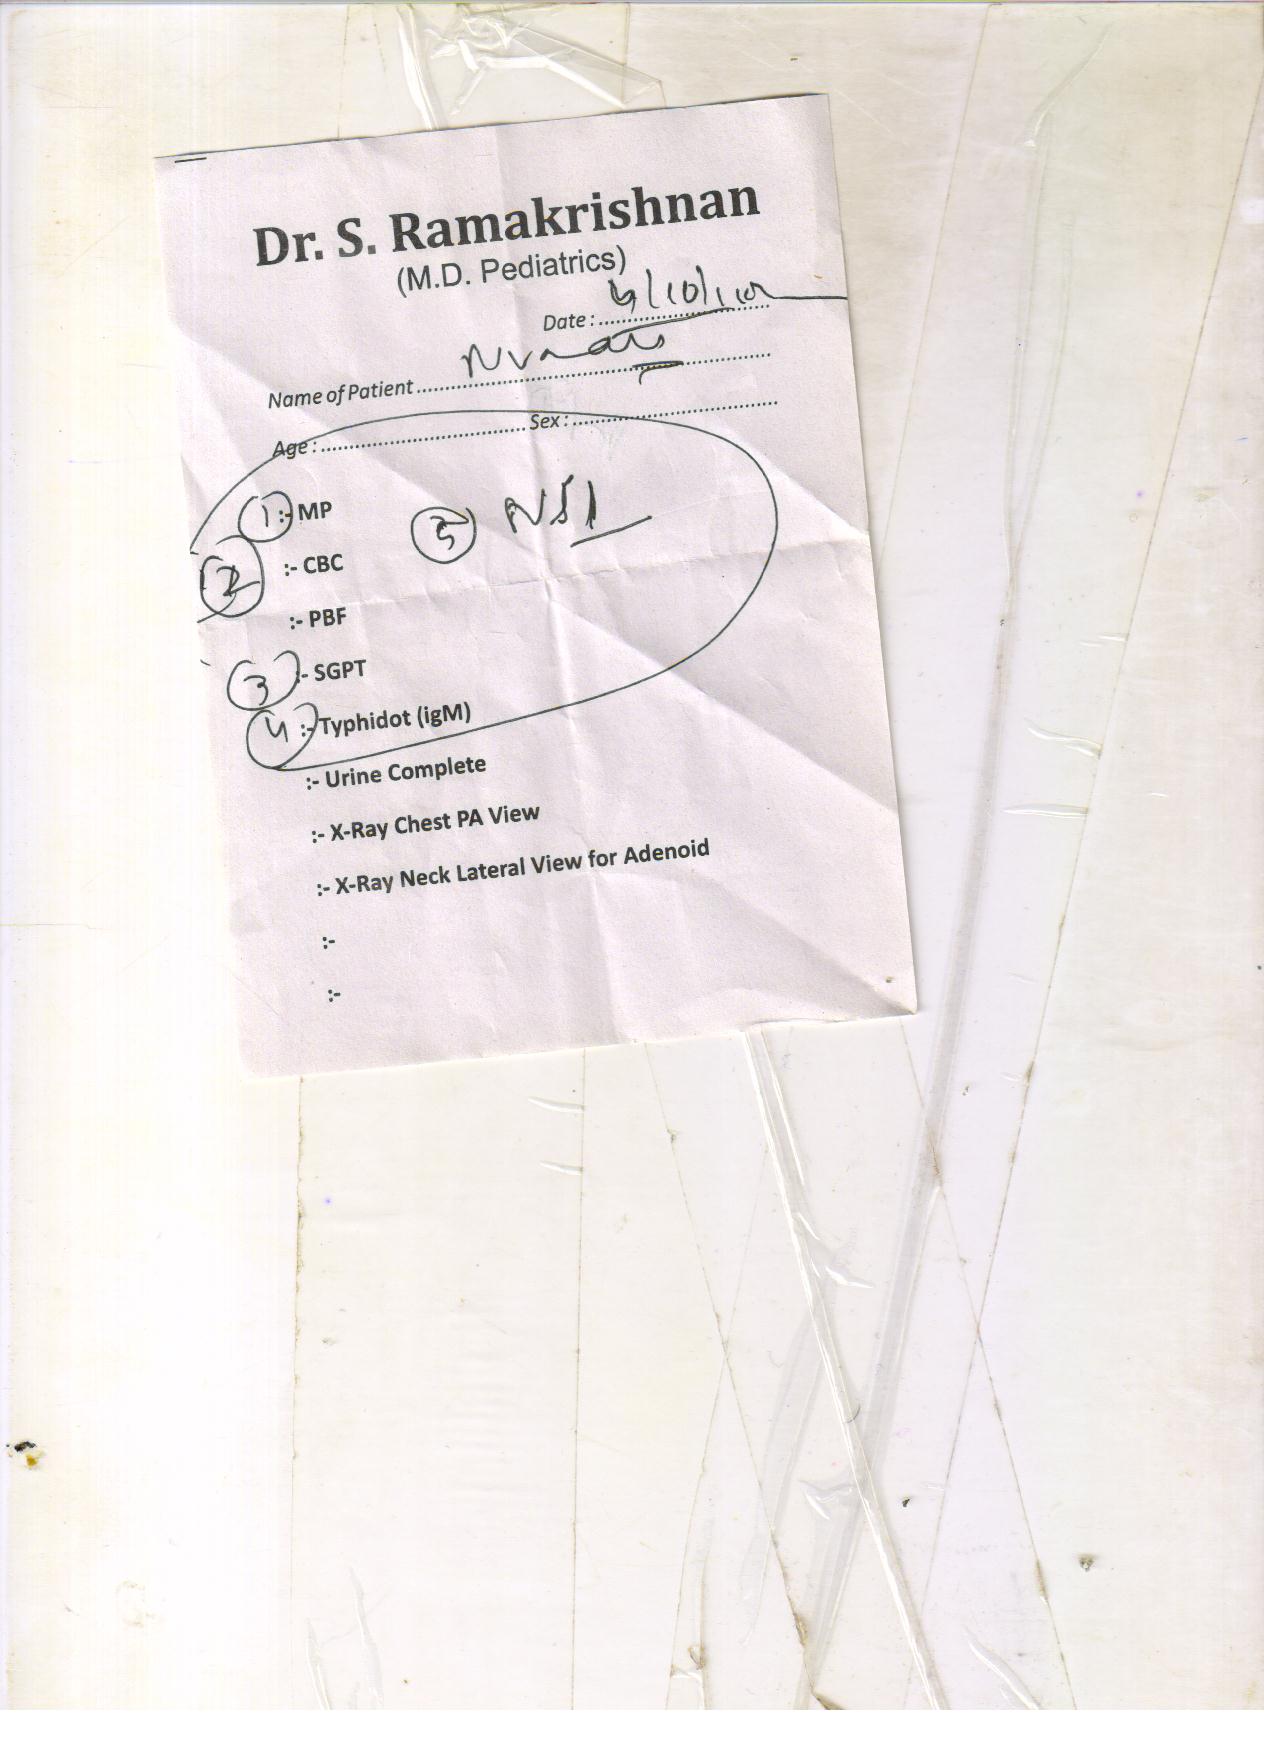 Dr. S. Ramakrishnan
(M.D. Pediatrics)
Date :
Name of Patient
Age : Sex :
1 :- MP 5 NS1
2 :- CBC
:- PBF
3 :- SGPT
4 :- Typhidot (igM)
:- Urine Complete
:- X-Ray Chest PA View
:- X-Ray Neck Lateral View for Adenoid
:-
:-